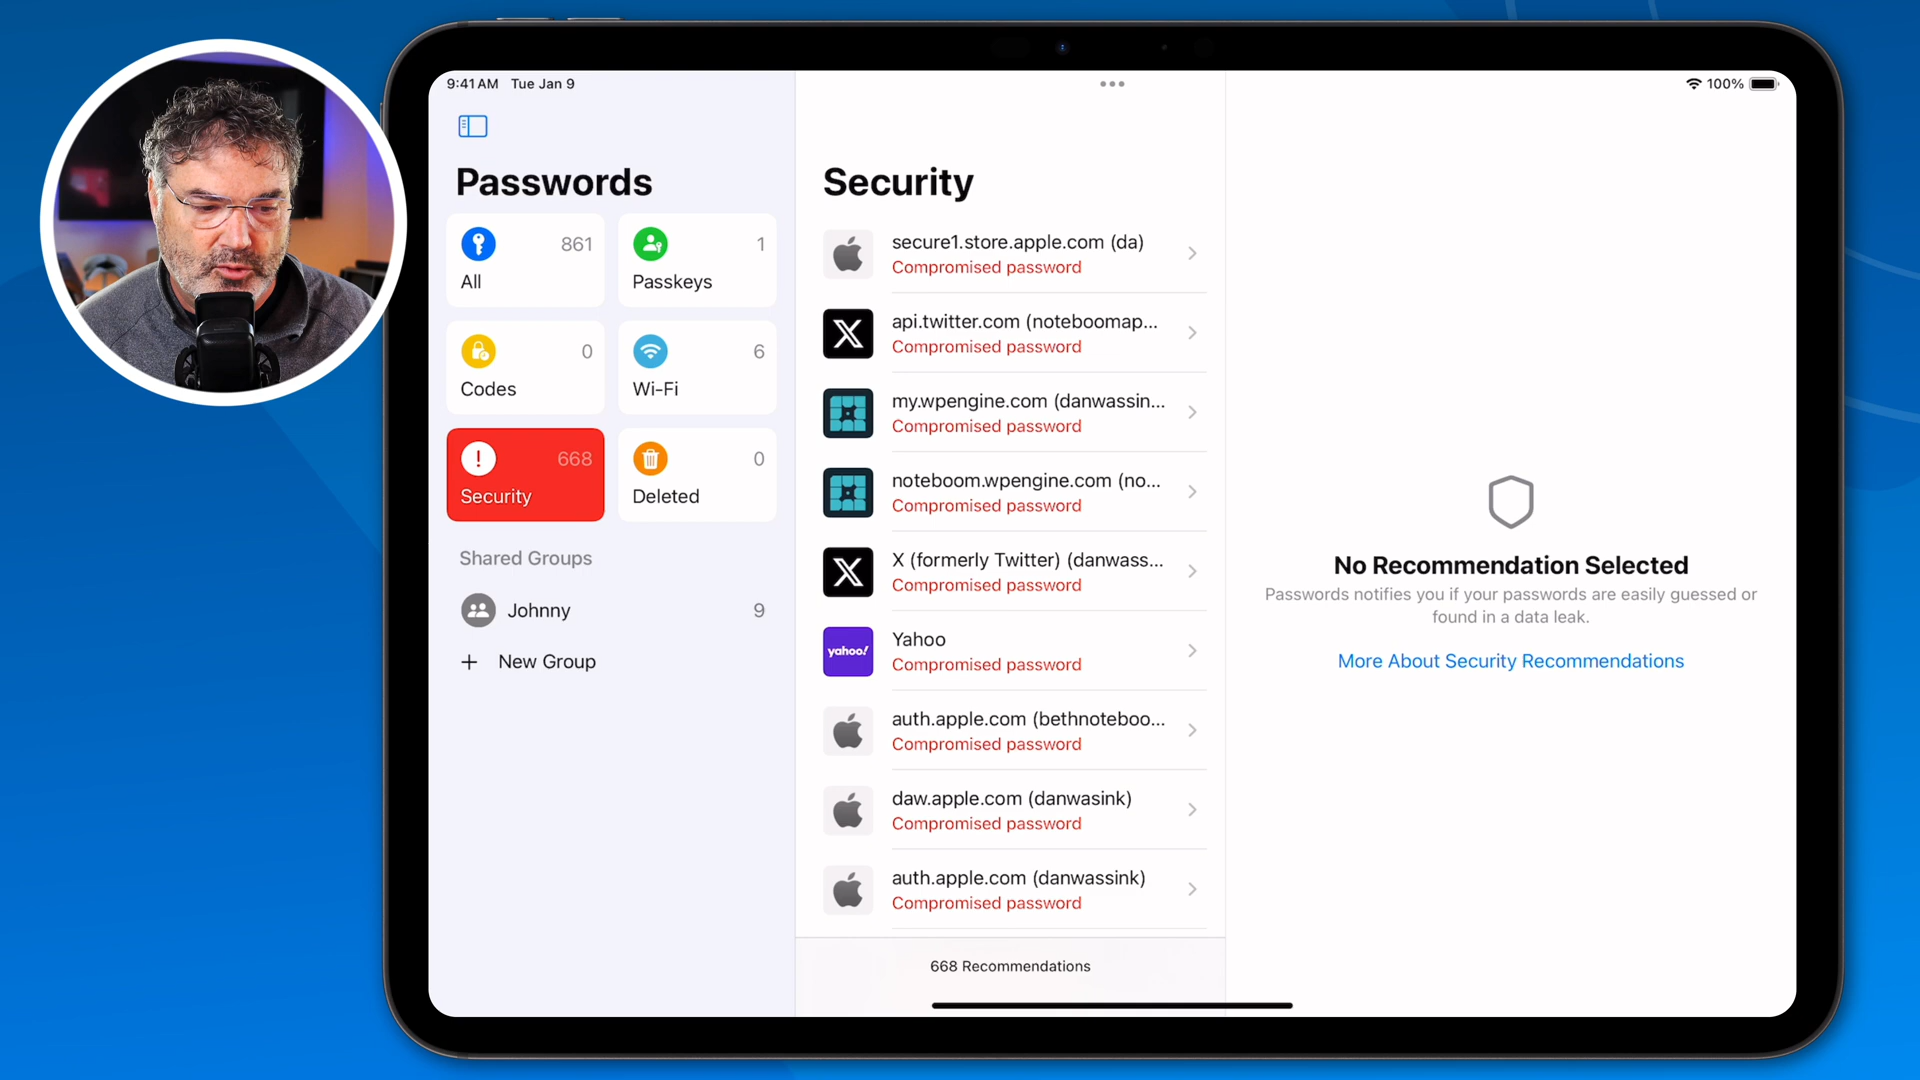 9:41 AM Tue Jan 9
100%
Passwords
861
All
1
Passkeys
0
Codes
6
Wi-Fi
!
668
Security
0
Deleted
Shared Groups
Johnny 9
+ New Group
Security
secure1.store.apple.com (da)
Compromised password
api.twitter.com (noteboomap...
Compromised password
my.wpengine.com (danwassin...
Compromised password
noteboom.wpengine.com (no...
Compromised password
X (formerly Twitter) (danwass...
Compromised password
yahoo!
Yahoo
Compromised password
auth.apple.com (bethnoteboo...
Compromised password
daw.apple.com (danwasink)
Compromised password
auth.apple.com (danwassink)
Compromised password
668 Recommendations
No Recommendation Selected
Passwords notifies you if your passwords are easily guessed or
found in a data leak.
More About Security Recommendations